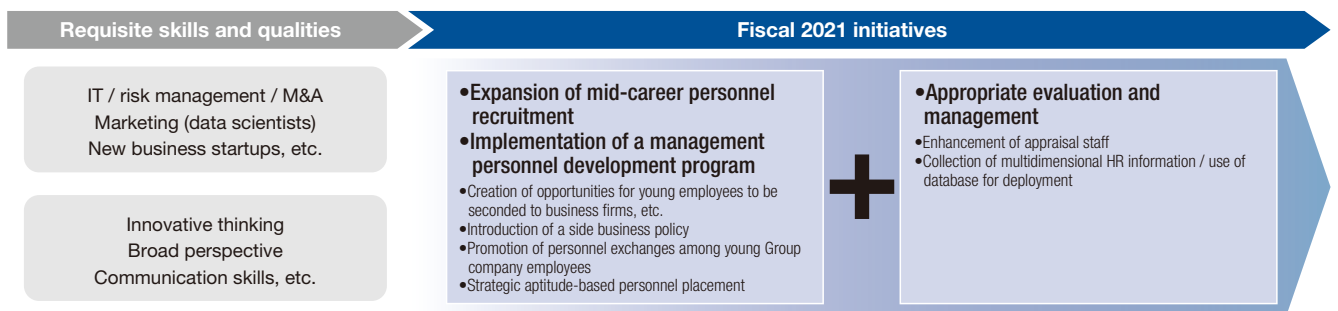 Requisite skills and qualities
Fiscal 2021 initiatives
IT / risk management / M&A
Marketing (data scientists)
New business startups, etc.
Innovative thinking
Broad perspective
Communication skills, etc.
•Expansion of mid-career personnel
recruitment
•Implementation of a management
personnel development program
•Creation of opportunities for young employees to be
seconded to business firms, etc.
•Introduction of a side business policy
•Promotion of personnel exchanges among young Group
company employees
•Strategic aptitude-based personnel placement
+
•Appropriate evaluation and
management
•Enhancement of appraisal staff
•Collection of multidimensional HR information / use of
database for deployment